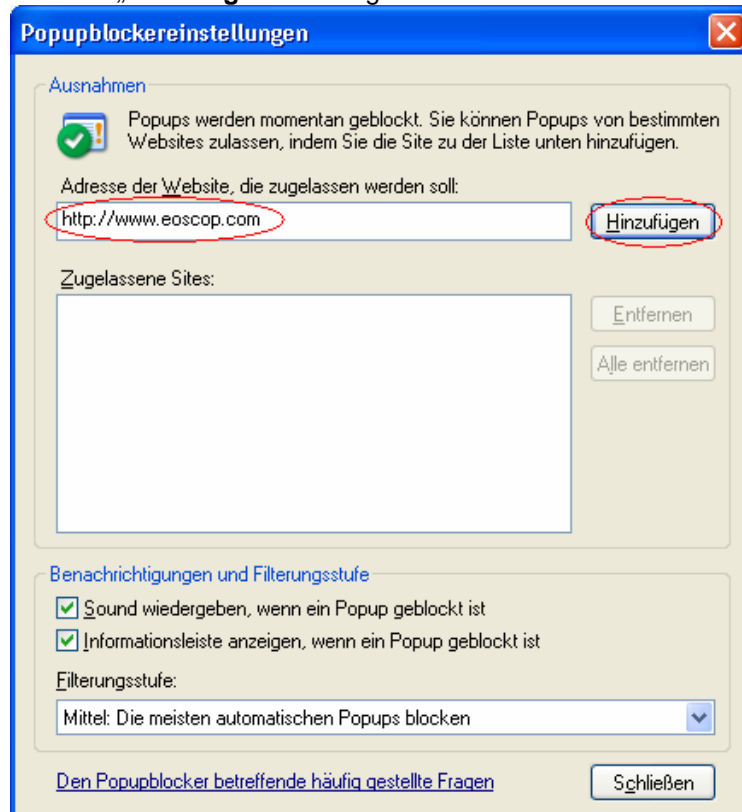 Popupblockereinstellungen
Ausnahmen
Popups werden momentan geblockt. Sie können Popups von bestimmten
Websites zulassen, indem Sie die Site zu der Liste unten hinzufügen.
Adresse der Website, die zugelassen werden soll:
http://www.eoscop.com
Hinzufügen
Zugelassene Sites:
Entfernen
Alle entfernen
Benachrichtigungen und Filterungsstufe
Sound wiedergeben, wenn ein Popup geblockt ist
Informationsleiste anzeigen, wenn ein Popup geblockt ist
Filterungsstufe:
Mittel: Die meisten automatischen Popups blocken
Den Popupblocker betreffende häufig gestellte Fragen
Schließen